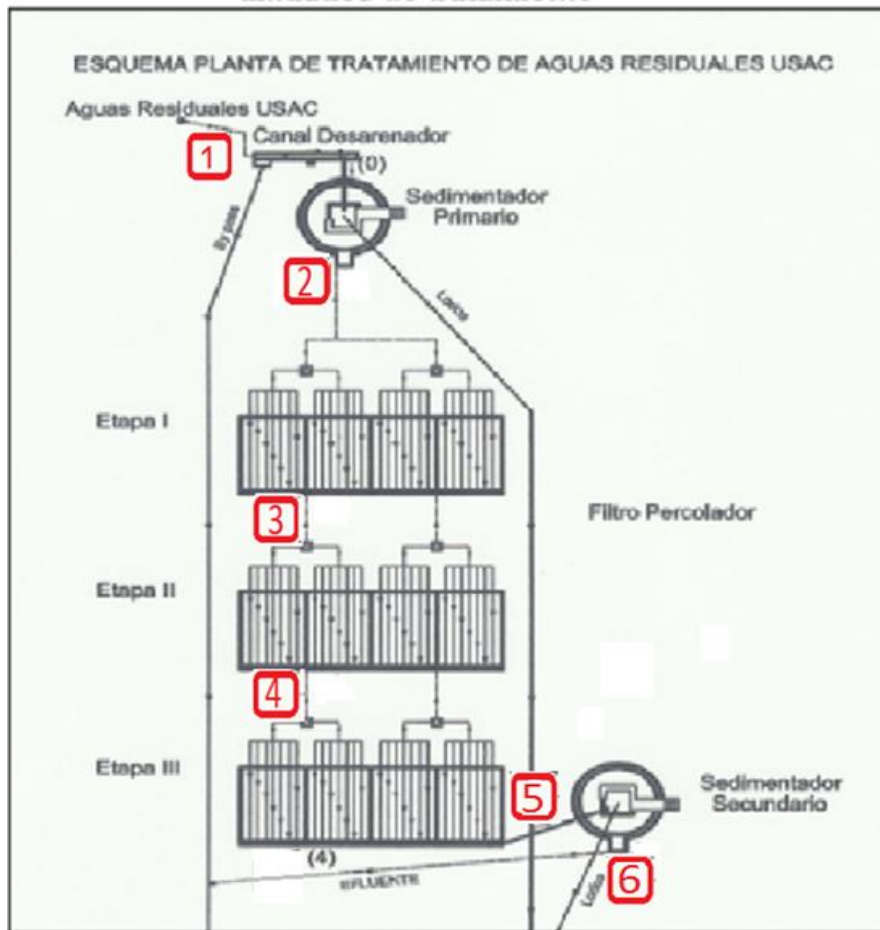 ESQUEMA PLANTA DE TRATAMIENTO DE AGUAS RESIDUALES USAC
Aguas Residuales USAC
Canal Desarenador
1
(0)
Sedimentador
Primario
By pass
2
Lodos
Etapa I
3
Filtro Percolador
Etapa II
4
Etapa III
5
Sedimentador
Secundario
(4)
EFLUENTE
Lodos
6